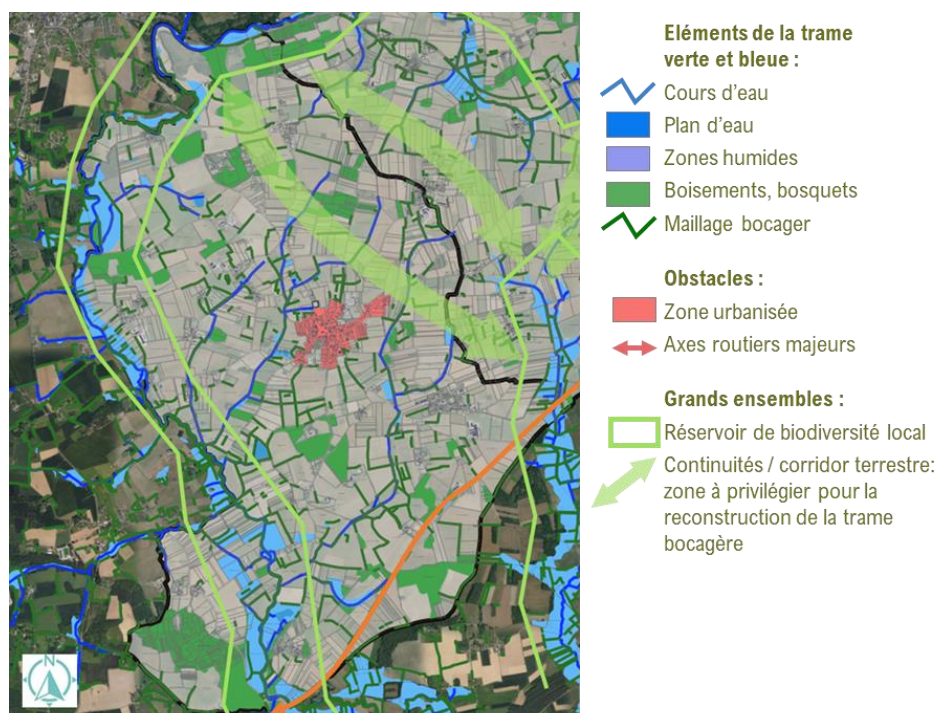 Eléments de la trame
verte et bleue :
Cours d'eau
Plan d'eau
Zones humides
Boisements, bosquets
Maillage bocager
Obstacles :
Zone urbanisée
Axes routiers majeurs
Grands ensembles :
Réservoir de biodiversité local
Continuités / corridor terrestre:
zone à privilégier pour la
reconstruction de la trame
bocagère
N